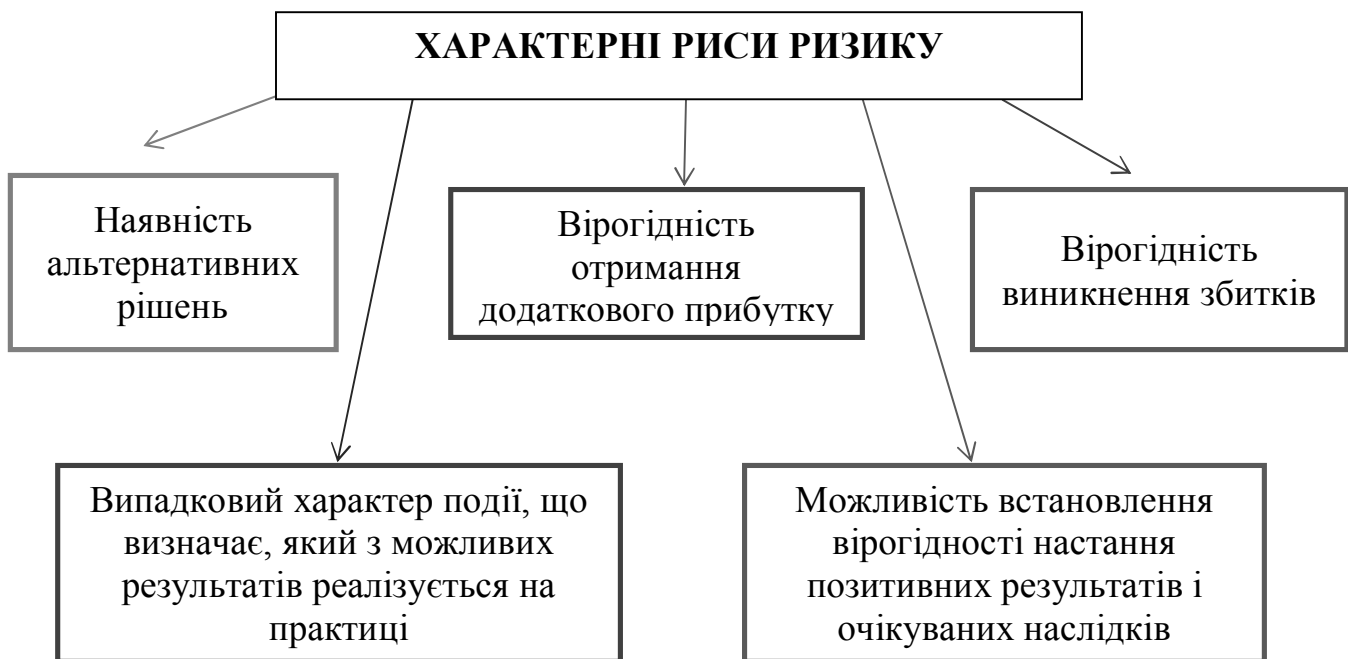 ХАРАКТЕРНІ РИСИ РИЗИКУ
Наявність
альтернативних
рішень
Вірогідність
отримання
додаткового прибутку
Вірогідність
виникнення збитків
Випадковий характер події, що
визначає, який з можливих
результатів реалізується на
практиці
Можливість встановлення
вірогідності настання
позитивних результатів і
очікуваних наслідків